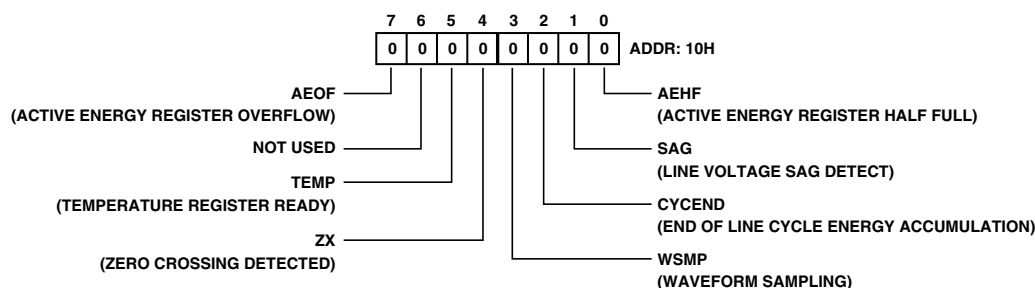 7 6 5 4 3 2 1 0
0 0 0 0 0 0 0 0 ADDR: 10H
AEOF
(ACTIVE ENERGY REGISTER OVERFLOW)
NOT USED
TEMP
(TEMPERATURE REGISTER READY)
ZX
(ZERO CROSSING DETECTED)
AEHF
(ACTIVE ENERGY REGISTER HALF FULL)
SAG
(LINE VOLTAGE SAG DETECT)
CYCEND
(END OF LINE CYCLE ENERGY ACCUMULATION)
WSMP
(WAVEFORM SAMPLING)